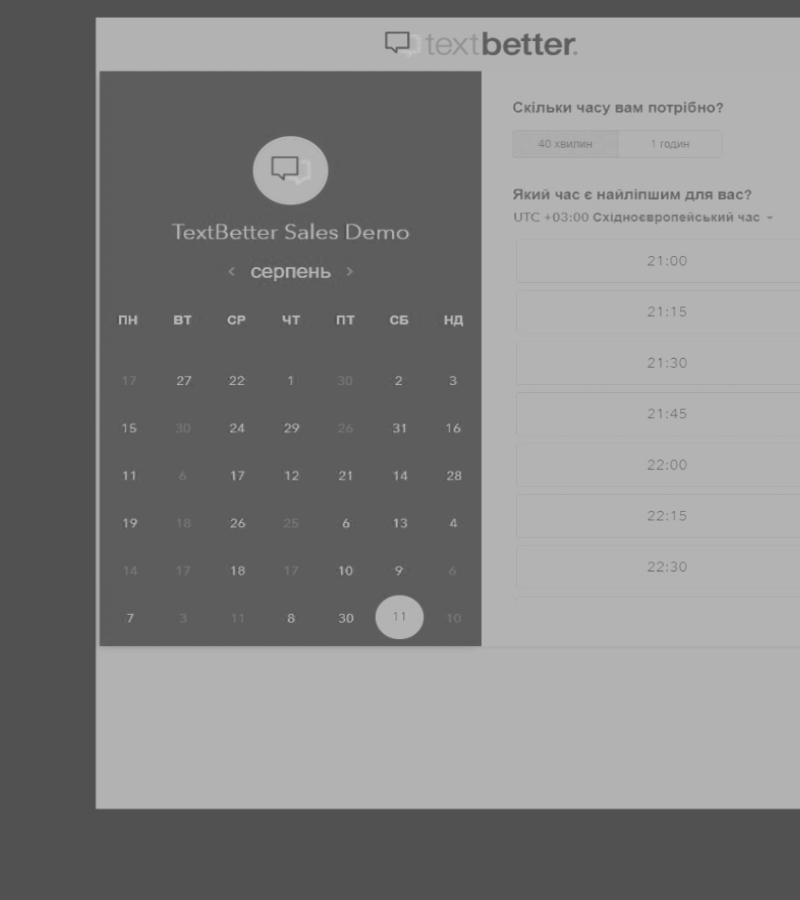 textbetter.
TextBetter Sales Demo
< серпень >
ПН ВТ СР ЧТ ПТ СБ НД
17 27 22 1 30 2 3
15 30 24 29 26 31 16
11 6 17 12 21 14 28
19 18 26 25 6 13 4
14 17 18 17 10 9 6
7 3 11 8 30 11 10
Скільки часу вам потрібно?
40 хвилин 1 годин
Який час є найліпшим для вас?
UTC +03:00 Східноєвропейський час
21:00
21:15
21:30
21:45
22:00
22:15
22:30